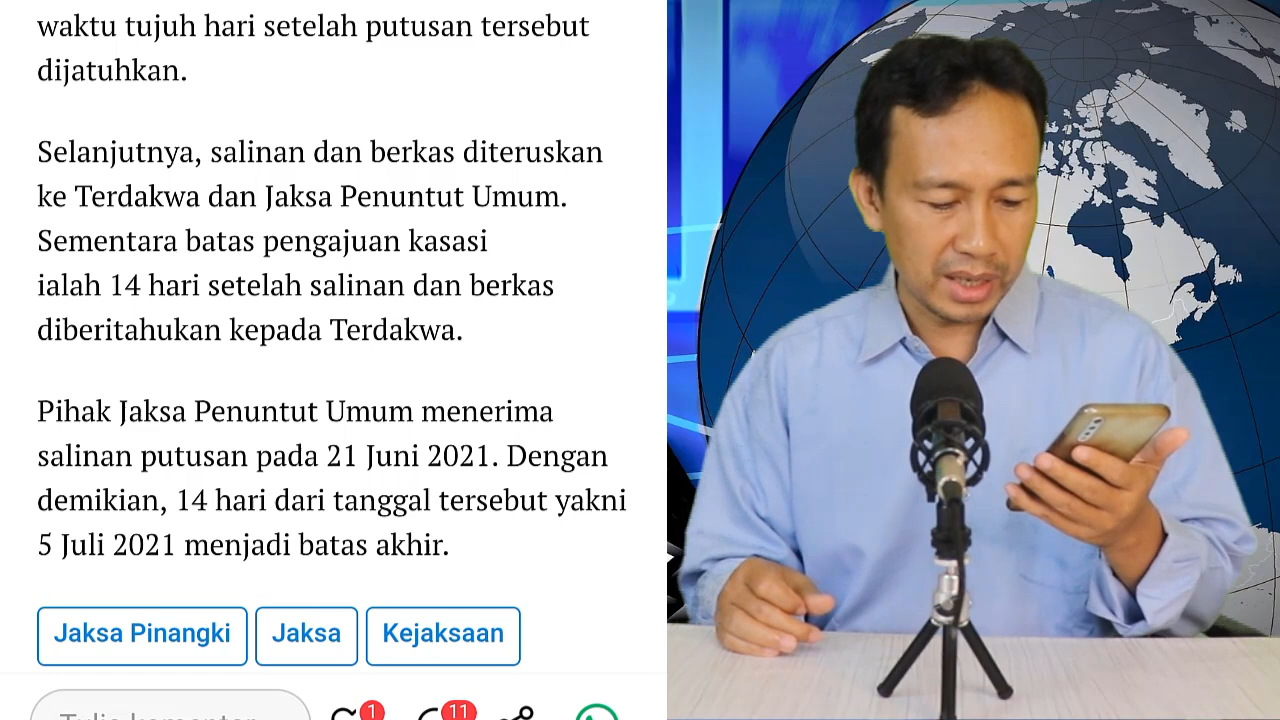 waktu tujuh hari setelah putusan tersebut
dijatuhkan.
Selanjutnya, salinan dan berkas diteruskan
ke Terdakwa dan Jaksa Penuntut Umum.
Sementara batas pengajuan kasasi
ialah 14 hari setelah salinan dan berkas
diberitahukan kepada Terdakwa.
Pihak Jaksa Penuntut Umum menerima
salinan putusan pada 21 Juni 2021. Dengan
demikian, 14 hari dari tanggal tersebut yakni
5 Juli 2021 menjadi batas akhir.
Jaksa Pinangki Jaksa Kejaksaan
Tulis komentar 1 11